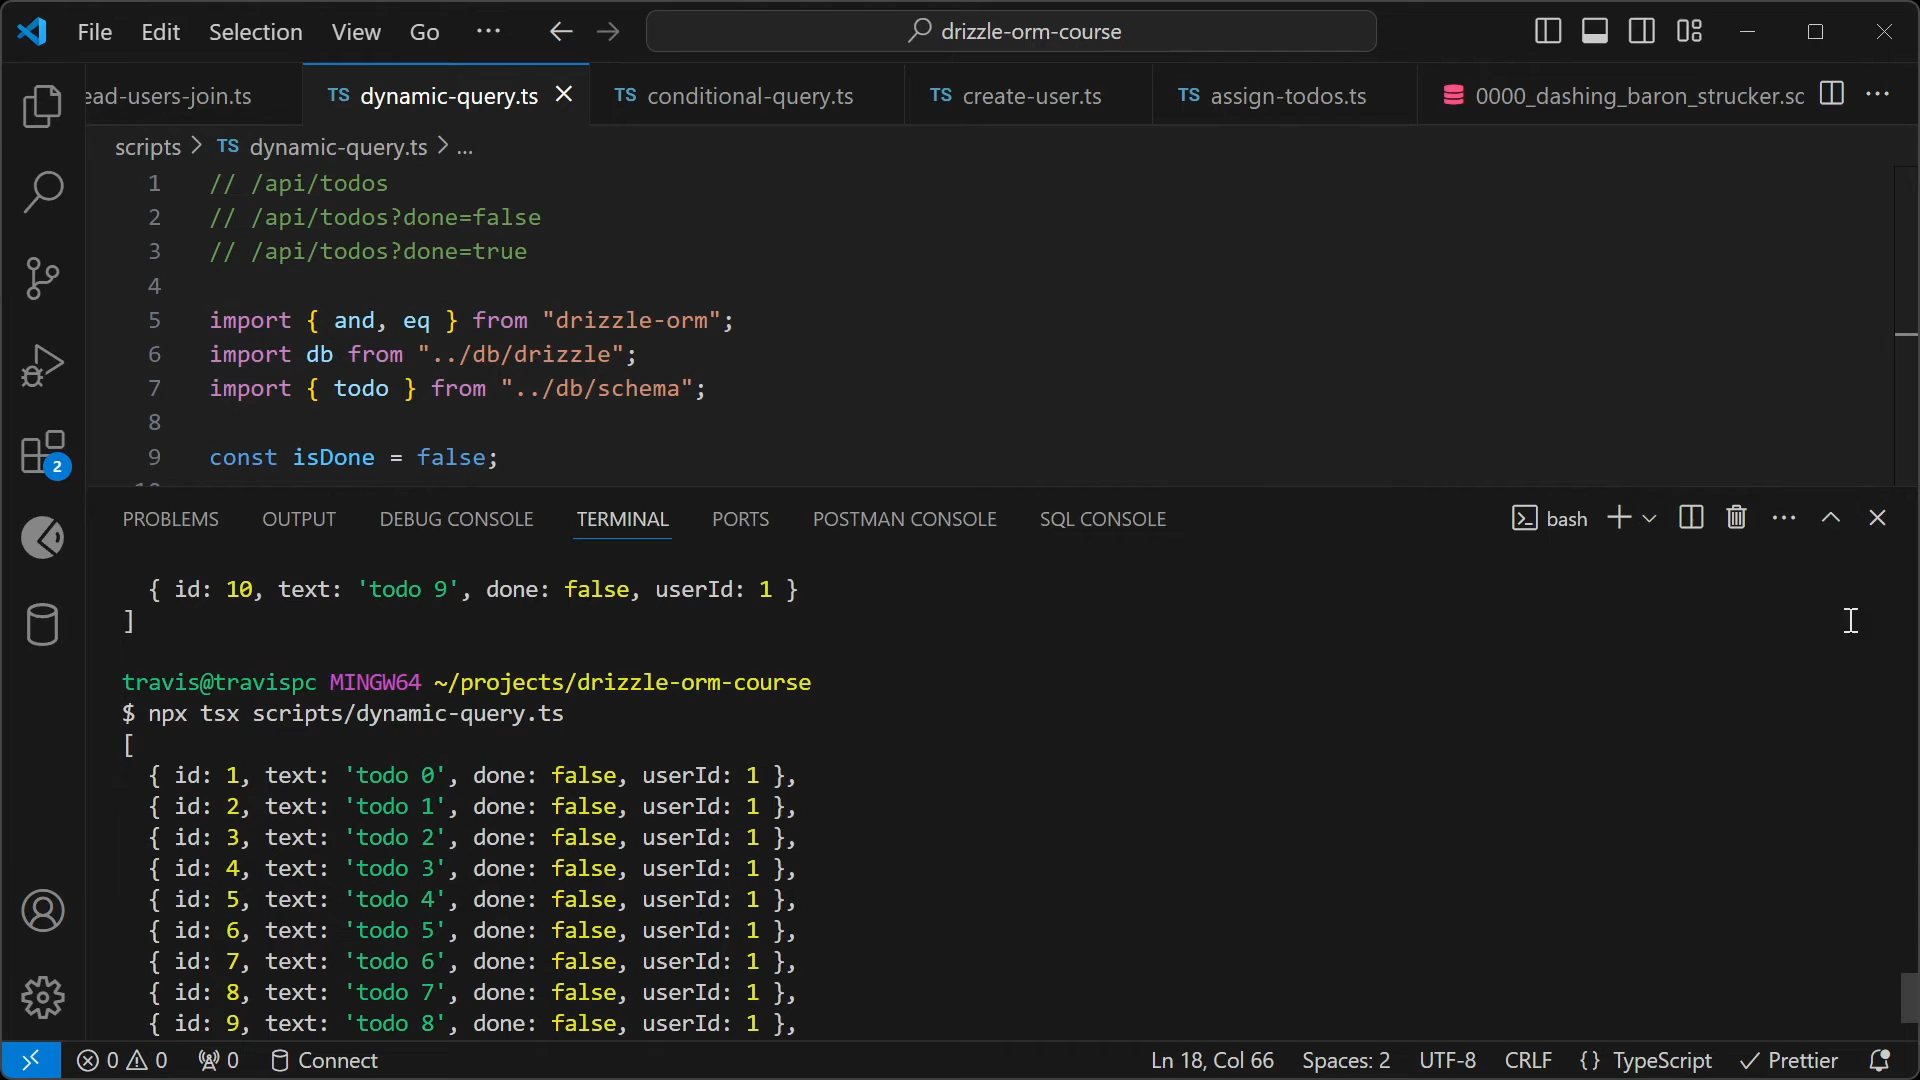 File Edit Selection View Go ··· drizzle-orm-course
ead-users-join.ts TS dynamic-query.ts TS conditional-query.ts TS create-user.ts TS assign-todos.ts 0000_dashing_baron_strucker.sc ···
scripts > TS dynamic-query.ts > ...
1 // /api/todos
2 // /api/todos?done=false
3 // /api/todos?done=true
4
5 import { and, eq } from "drizzle-orm";
6 import db from "../db/drizzle";
7 import { todo } from "../db/schema";
8
9 const isDone = false;
2
PROBLEMS OUTPUT DEBUG CONSOLE TERMINAL PORTS POSTMAN CONSOLE SQL CONSOLE bash ···
{ id: 10, text: 'todo 9', done: false, userId: 1 }
]
travis@travispc MINGW64 ~/projects/drizzle-orm-course
$ npx tsx scripts/dynamic-query.ts
[
{ id: 1, text: 'todo 0', done: false, userId: 1 },
{ id: 2, text: 'todo 1', done: false, userId: 1 },
{ id: 3, text: 'todo 2', done: false, userId: 1 },
{ id: 4, text: 'todo 3', done: false, userId: 1 },
{ id: 5, text: 'todo 4', done: false, userId: 1 },
{ id: 6, text: 'todo 5', done: false, userId: 1 },
{ id: 7, text: 'todo 6', done: false, userId: 1 },
{ id: 8, text: 'todo 7', done: false, userId: 1 },
{ id: 9, text: 'todo 8', done: false, userId: 1 },
0 0 0 Connect Ln 18, Col 66 Spaces: 2 UTF-8 CRLF {} TypeScript Prettier